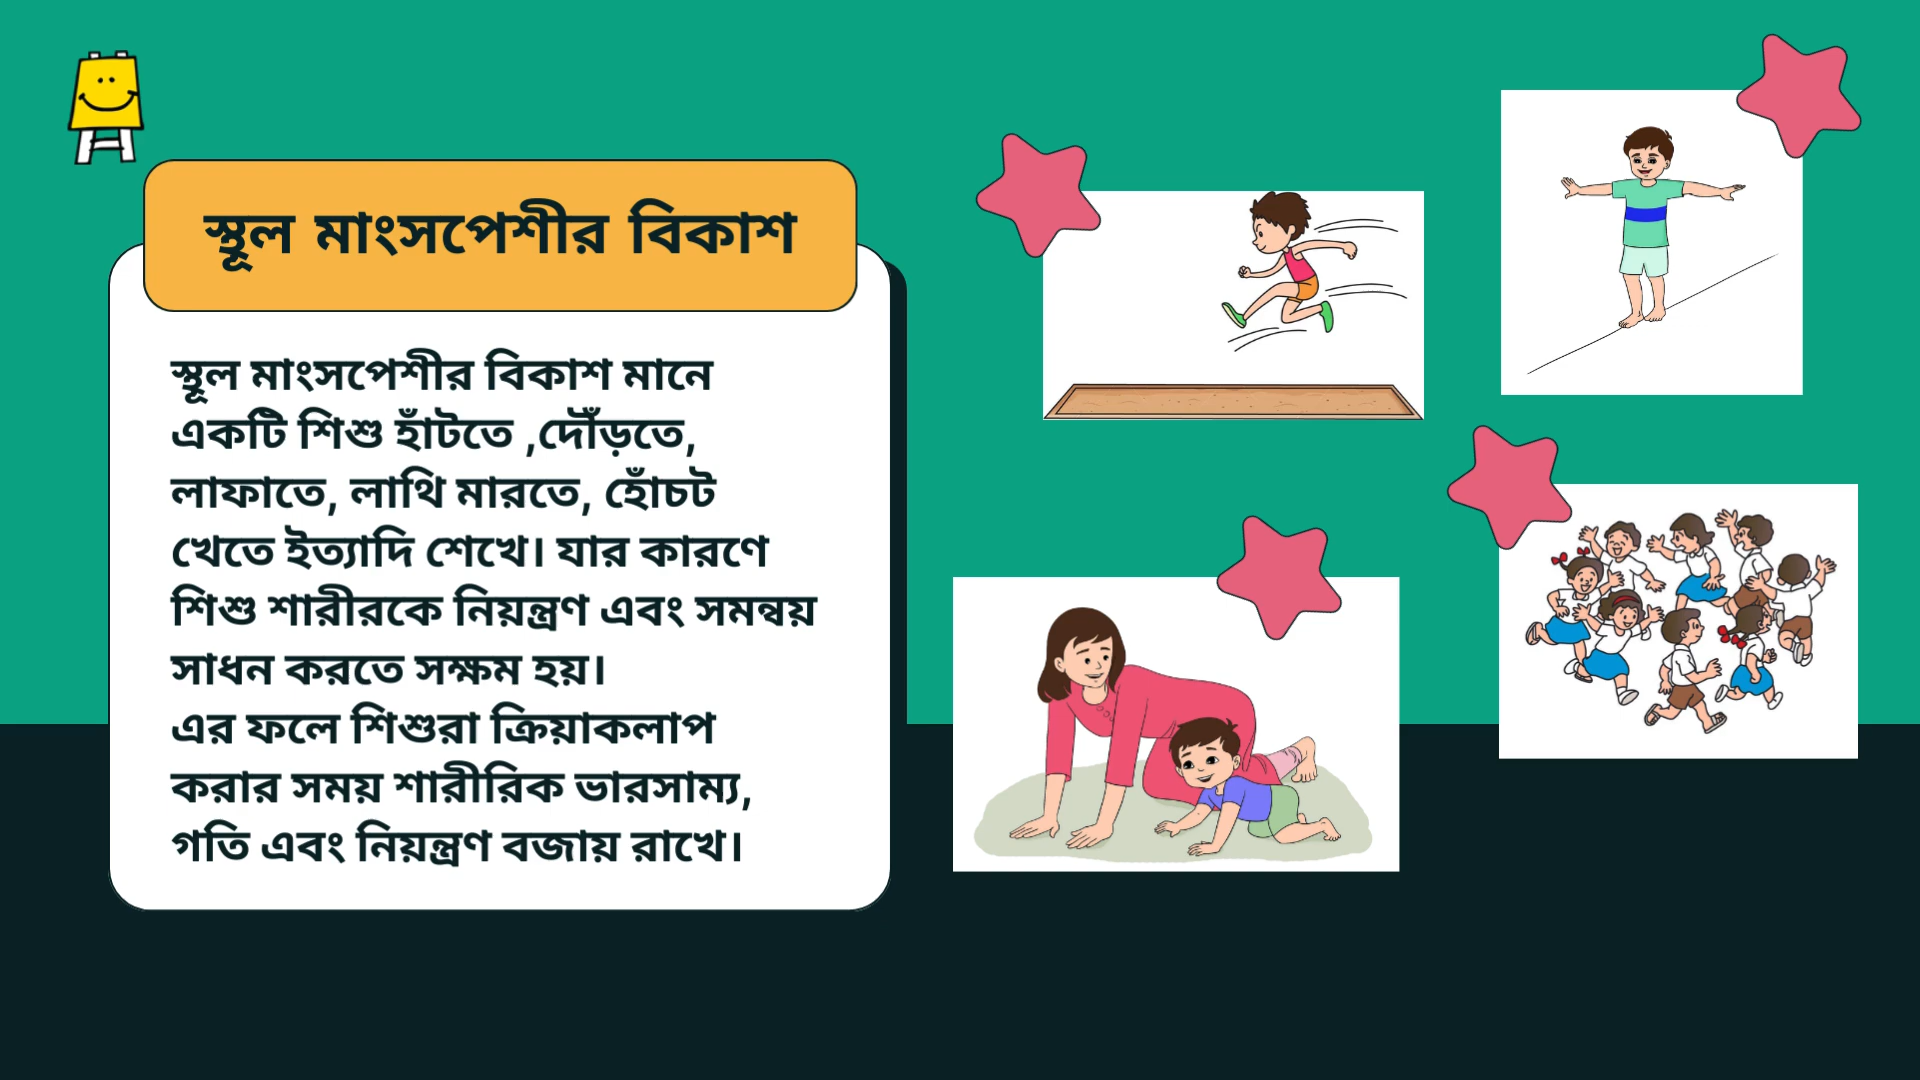 স্থূল মাংসপেশীর বিকাশ
স্থূল মাংসপেশীর বিকাশ মানে
একটি শিশু হাঁটতে ,দৌঁড়তে,
লাফাতে, লাথি মারতে, হোঁচট
খেতে ইত্যাদি শেখে। যার কারণে
শিশু শারীরকে নিয়ন্ত্রণ এবং সমন্বয়
সাধন করতে সক্ষম হয়।
এর ফলে শিশুরা ক্রিয়াকলাপ
করার সময় শারীরিক ভারসাম্য,
গতি এবং নিয়ন্ত্রণ বজায় রাখে।